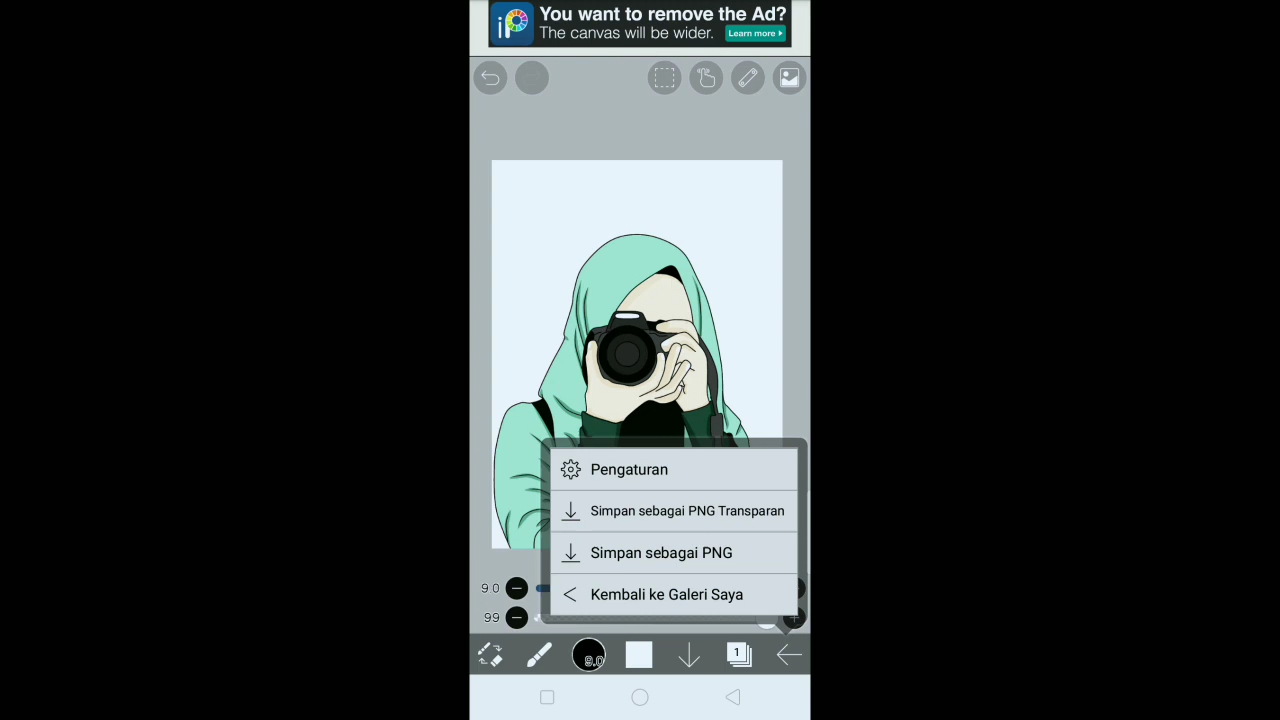 iP
You want to remove the Ad?
The canvas will be wider.
Learn more
Pengaturan
Simpan sebagai PNG Transparan
Simpan sebagai PNG
Kembali ke Galeri Saya
9.0
99
9.0
1